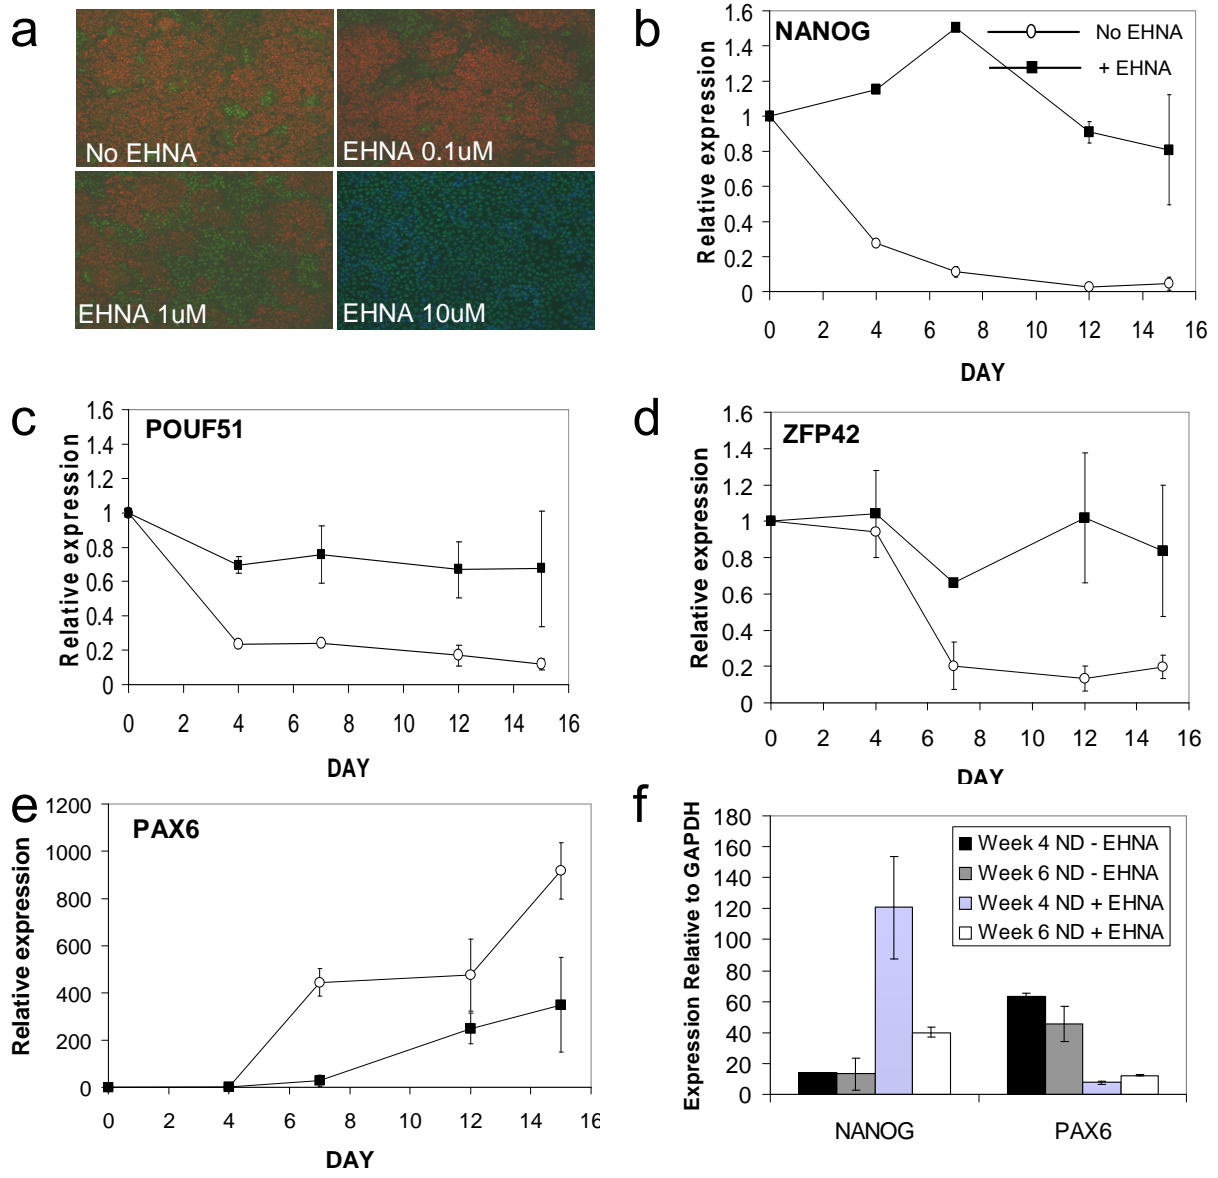 a
No EHNA
EHNA 0.1uM
EHNA 1uM
EHNA 10uM
b
NANOG
No EHNA
+ EHNA
Relative expression
1.6
1.4
1.2
1
0.8
0.6
0.4
0.2
0
0 2 4 6 8 10 12 14 16
DAY
c
POUF51
Relative expression
1.6
1.4
1.2
1
0.8
0.6
0.4
0.2
0
0 2 4 6 8 10 12 14 16
DAY
d
ZFP42
Relative expression
1.6
1.4
1.2
1
0.8
0.6
0.4
0.2
0
0 2 4 6 8 10 12 14 16
DAY
e
PAX6
Relative expression
1200
1000
800
600
400
200
0
0 2 4 6 8 10 12 14 16
DAY
f
Expression Relative to GAPDH
180
160
140
120
100
80
60
40
20
0
Week 4 ND - EHNA
Week 6 ND - EHNA
Week 4 ND + EHNA
Week 6 ND + EHNA
NANOG PAX6